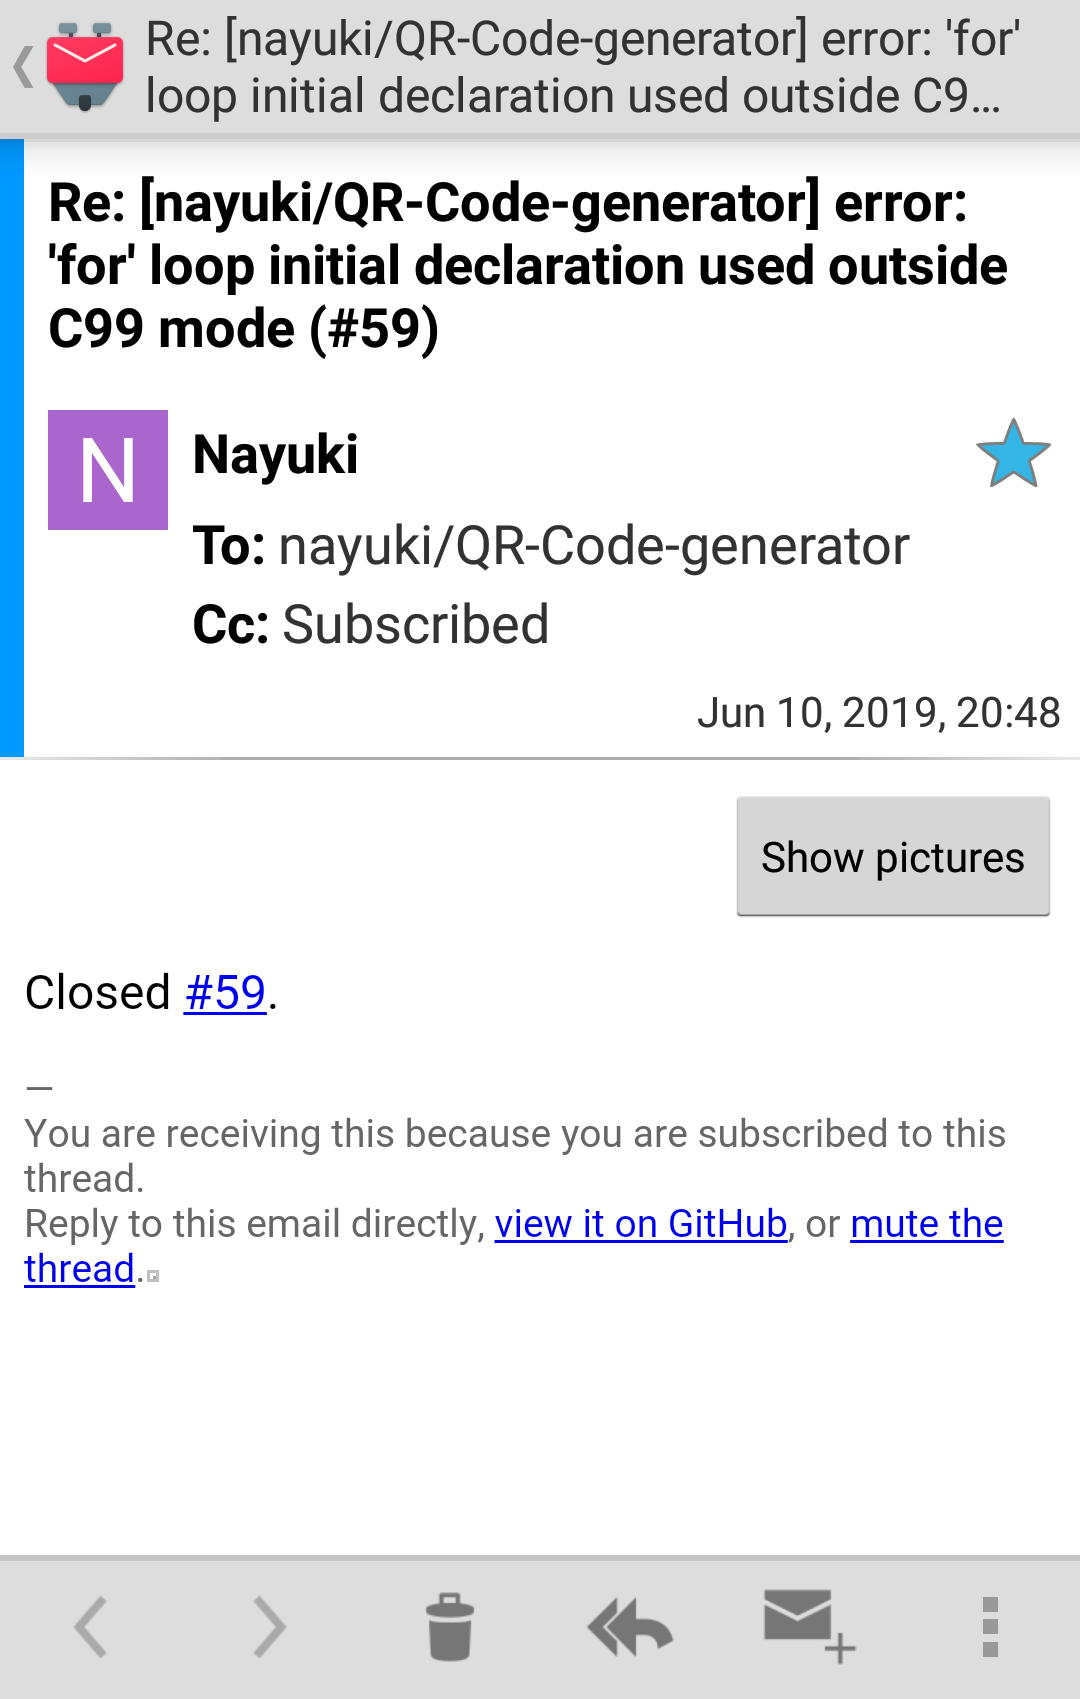 Re: [nayuki/QR-Code-generator] error: 'for'
loop initial declaration used outside C9…
Re: [nayuki/QR-Code-generator] error:
'for' loop initial declaration used outside
C99 mode (#59)
N
Nayuki
To: nayuki/QR-Code-generator
Cc: Subscribed
Jun 10, 2019, 20:48
Show pictures
Closed #59.
—
You are receiving this because you are subscribed to this
thread.
Reply to this email directly, view it on GitHub, or mute the
thread.